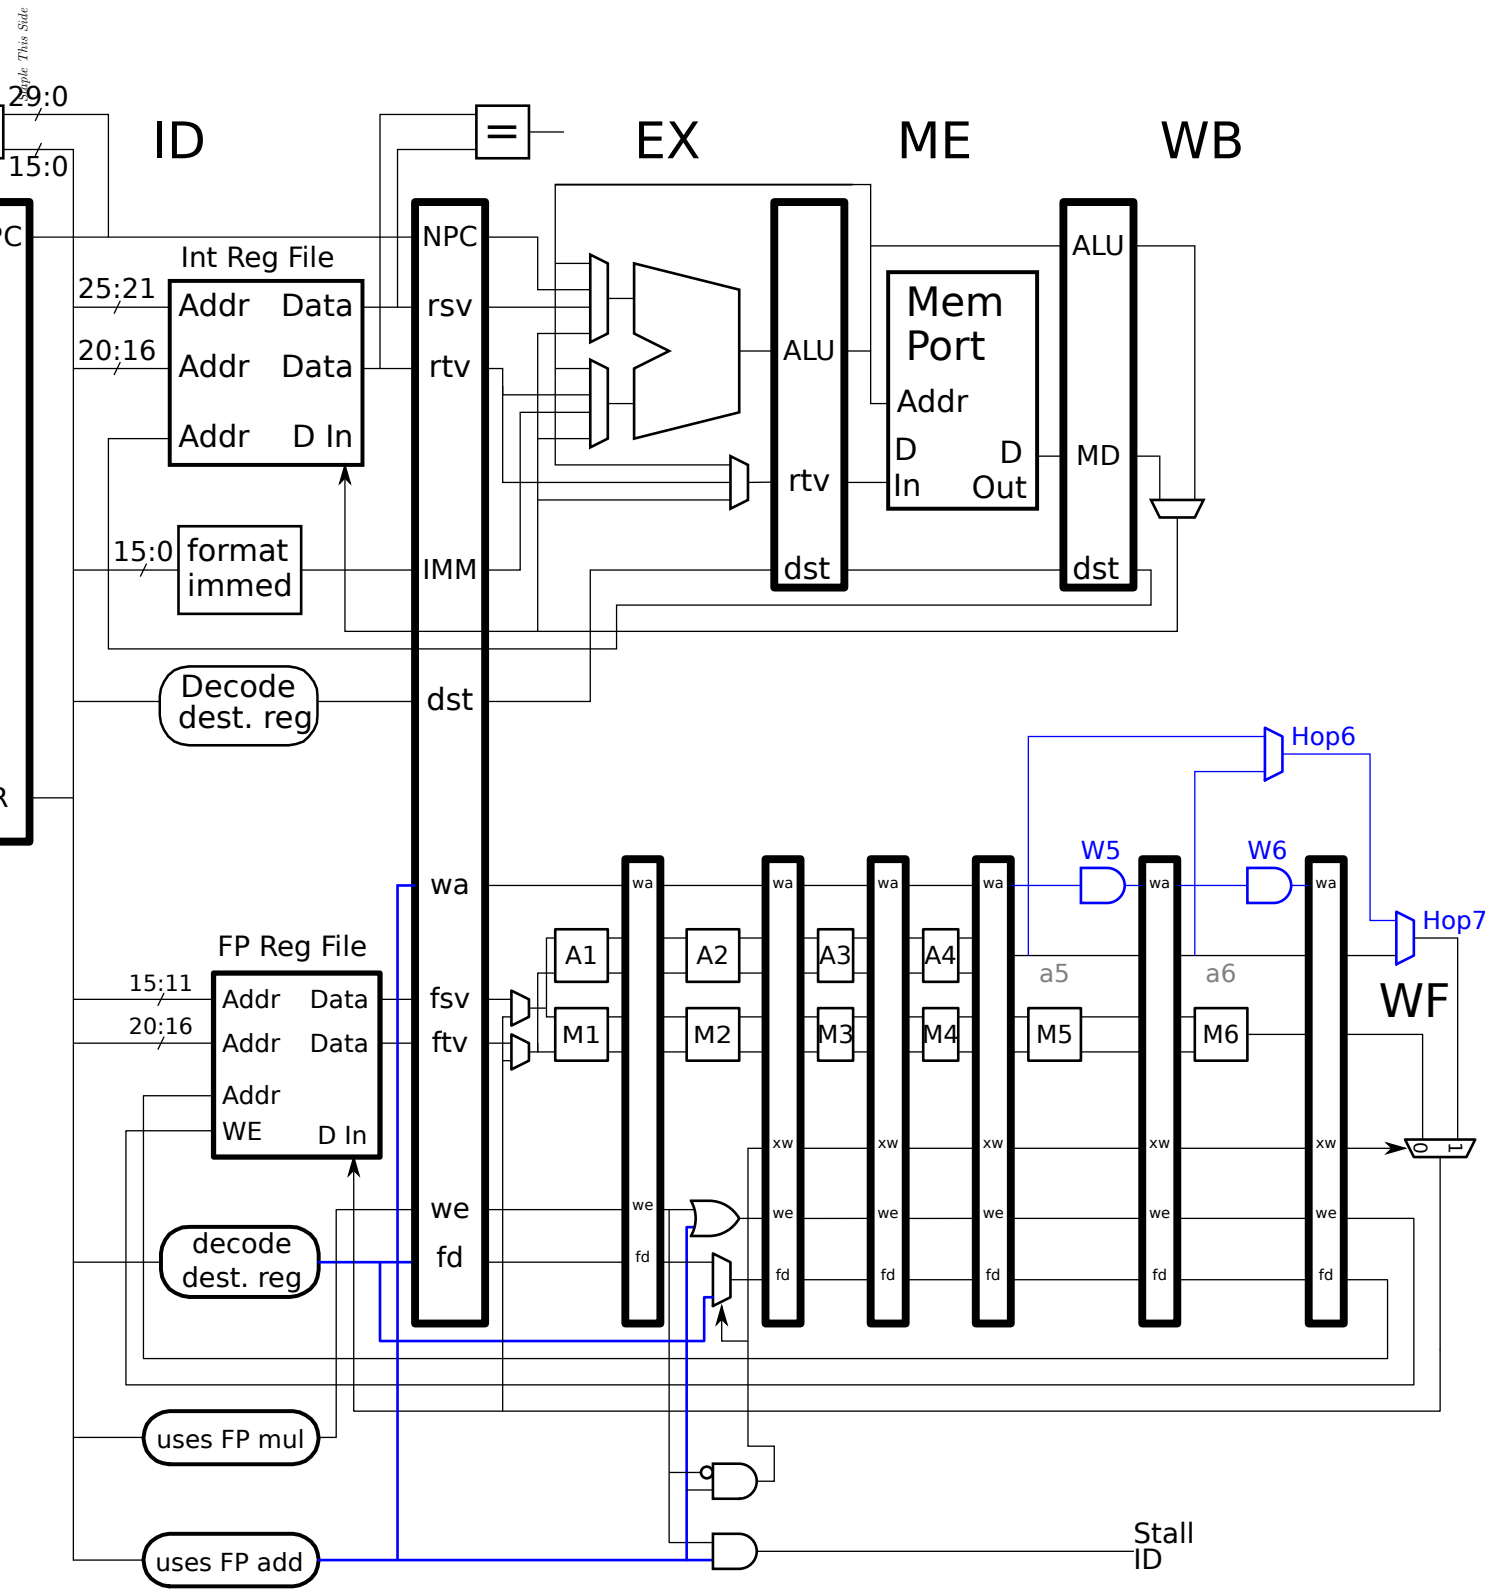 Staple This Side
29:0
15:0
ID
=
EX
ME
WB
PC
Int Reg File
25:21
Addr Data
20:16
Addr Data
Addr D In
NPC
rsv
rtv
ALU
rtv
dst
Mem
Port
Addr
D
In
D
Out
ALU
MD
dst
15:0
format
immed
IMM
Decode
dest. reg
dst
R
Hop6
W5
W6
Hop7
wa
wa
wa
wa
wa
wa
wa
FP Reg File
15:11
Addr Data
20:16
Addr Data
Addr
WE D In
fsv
ftv
A1
A2
A3
A4
a5
a6
WF
M1
M2
M3
M4
M5
M6
xw
xw
xw
xw
xw
0 1
we
we
we
we
we
we
we
decode
dest. reg
fd
fd
fd
fd
fd
fd
fd
uses FP mul
uses FP add
Stall
ID